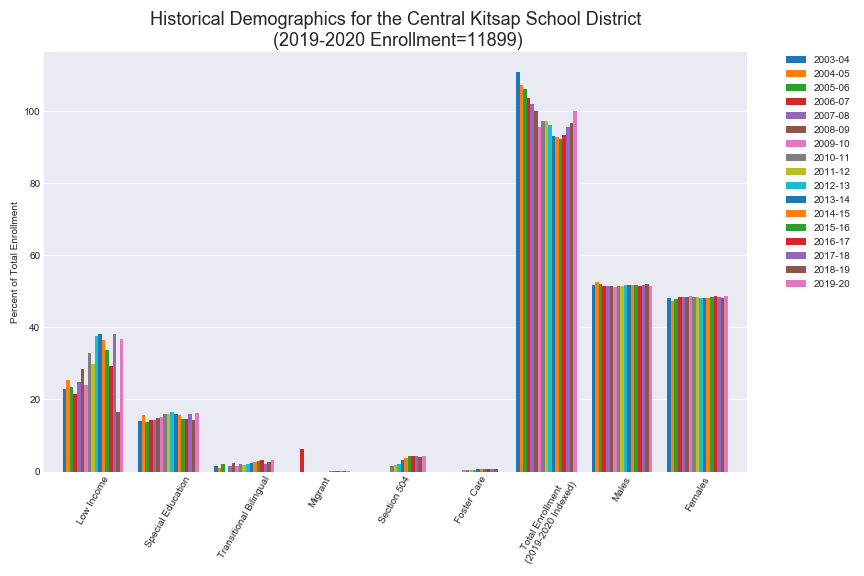 Historical Demographics for the Central Kitsap School District
(2019-2020 Enrollment=11899)
Percent of Total Enrollment
100
80
60
40
20
0
Low Income
Special Education
Transitional Bilingual
Migrant
Section 504
Foster Care
Total Enrollment
(2019-2020 Indexed)
Males
Females
2003-04
2004-05
2005-06
2006-07
2007-08
2008-09
2009-10
2010-11
2011-12
2012-13
2013-14
2014-15
2015-16
2016-17
2017-18
2018-19
2019-20